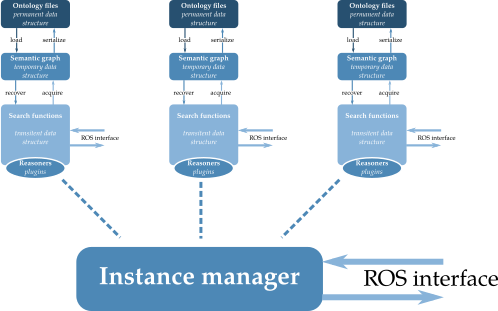 Ontology files
permanent data
structure
load serialize
Semantic graph
temporary data
structure
recover acquire
Search functions
transitent data
structure
ROS interface
Reasoners
plugins
Ontology files
permanent data
structure
load serialize
Semantic graph
temporary data
structure
recover acquire
Search functions
transitent data
structure
ROS interface
Reasoners
plugins
Ontology files
permanent data
structure
load serialize
Semantic graph
temporary data
structure
recover acquire
Search functions
transitent data
structure
ROS interface
Reasoners
plugins
Instance manager
ROS interface